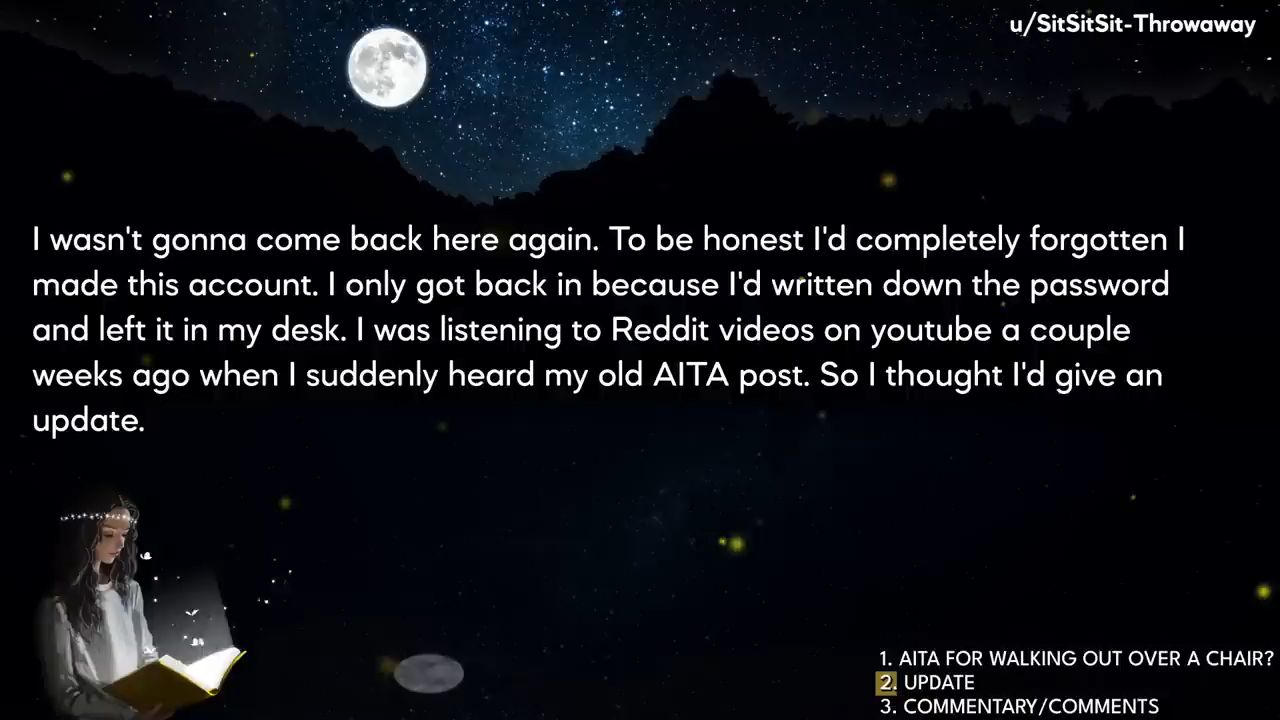 u/SitSitSit-Throwaway
I wasn't gonna come back here again. To be honest I'd completely forgotten I
made this account. I only got back in because I'd written down the password
and left it in my desk. I was listening to Reddit videos on youtube a couple
weeks ago when I suddenly heard my old AITA post. So I thought I'd give an
update.
1. AITA FOR WALKING OUT OVER A CHAIR?
2. UPDATE
3. COMMENTARY/COMMENTS